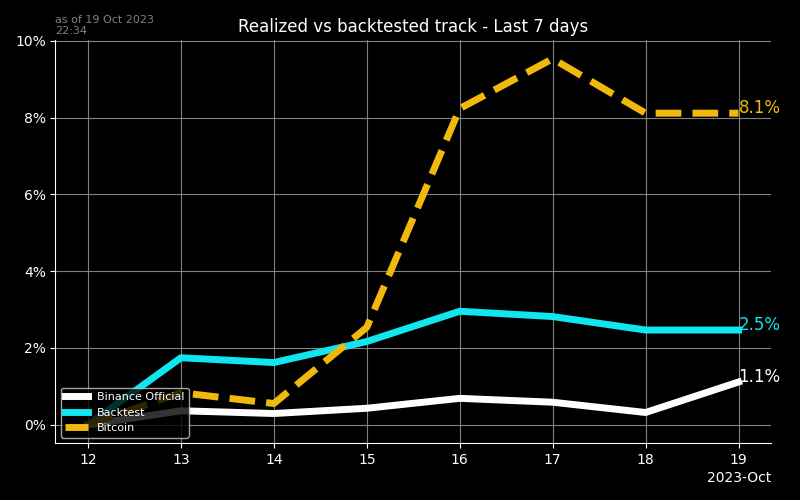 as of 19 Oct 2023
22:34
Realized vs backtested track - Last 7 days
10%
8%
6%
4%
2%
0%
8.1%
2.5%
1.1%
Binance Official
Backtest
Bitcoin
12 13 14 15 16 17 18 19
2023-Oct